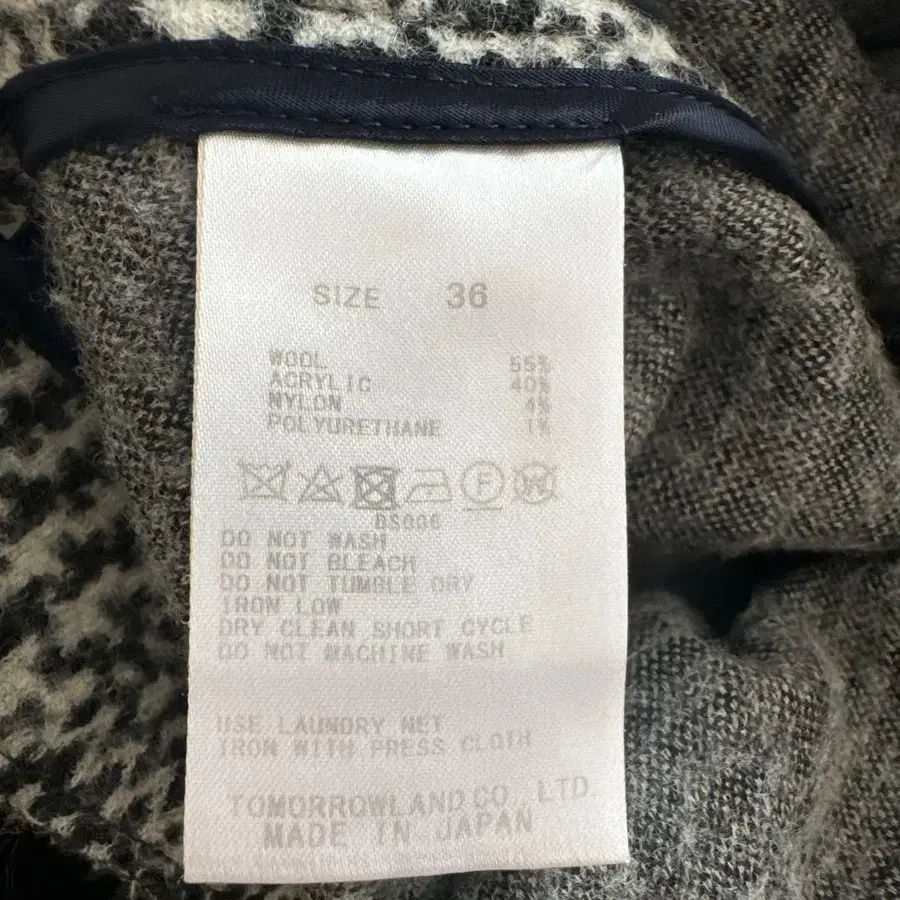 SIZE 36
WOOL 55%
ACRYLIC 40%
NYLON 4%
POLYURETHANE 1%
F W
BS006
DO NOT WASH
DO NOT BLEACH
DO NOT TUMBLE DRY
IRON LOW
DRY CLEAN SHORT CYCLE
DO NOT MACHINE WASH
USE LAUNDRY NET
IRON WITH PRESS CLOTH
TOMORROWLAND CO., LTD.
MADE IN JAPAN